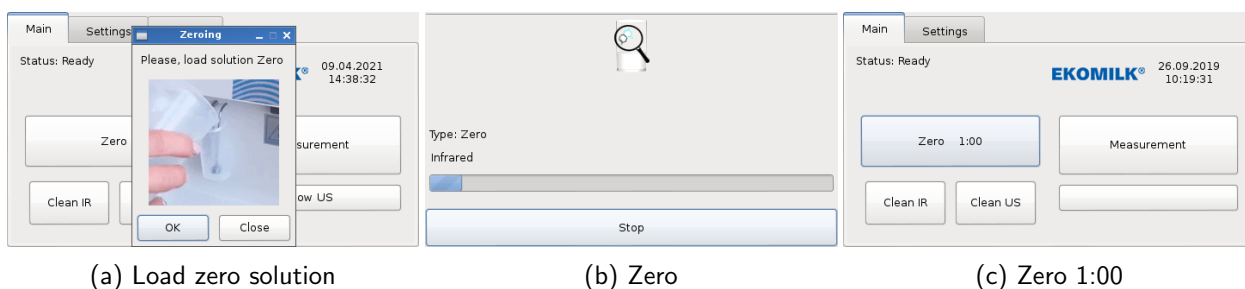 Main
Settings
Zeroing
Status: Ready
Please, load solution Zero
®
09.04.2021
14:38:32
Zero
surement
Clean IR
ow US
OK
Close
(a) Load zero solution
Type: Zero
Infrared
Stop
(b) Zero
Main
Settings
Status: Ready
EKOMILK®
26.09.2019
10:19:31
Zero 1:00
Measurement
Clean IR
Clean US
(c) Zero 1:00